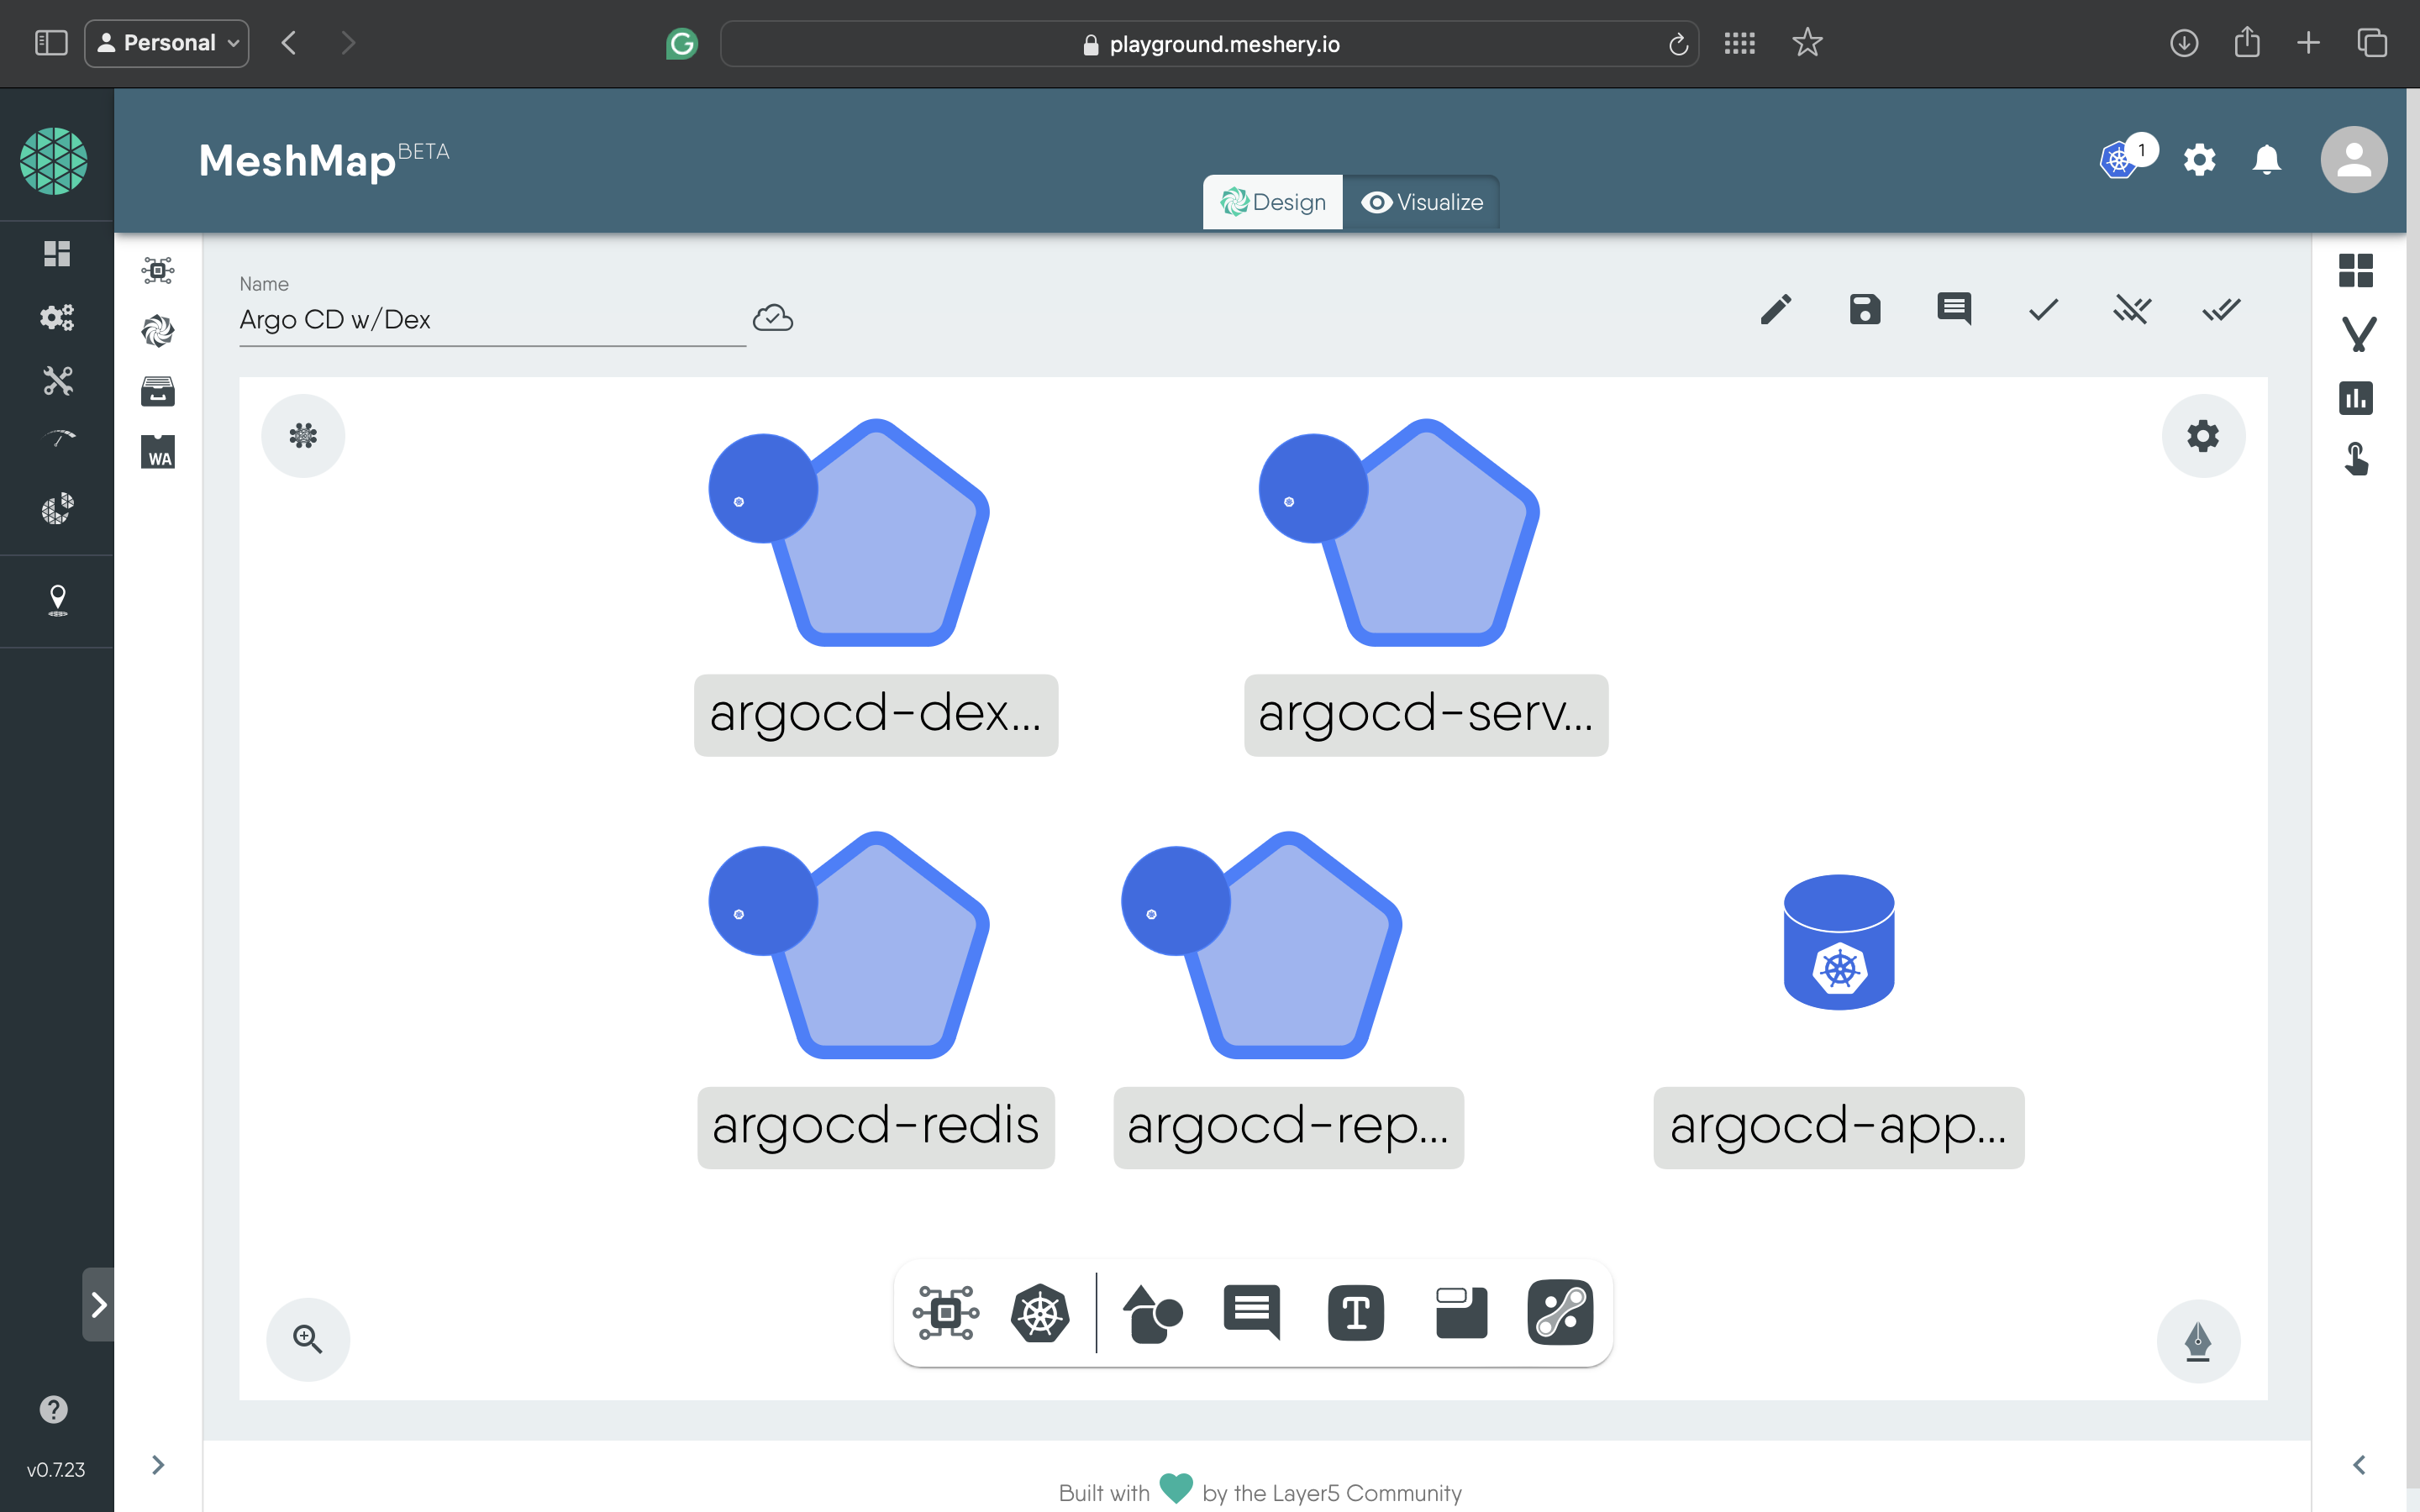 Personal
playground.meshery.io
MeshMap BETA
1
Design
Visualize
Name
Argo CD w/Dex
WA
argocd-dex...
argocd-serv...
argocd-redis
argocd-rep...
argocd-app...
T
v0.7.23
Built with by the Layer5 Community